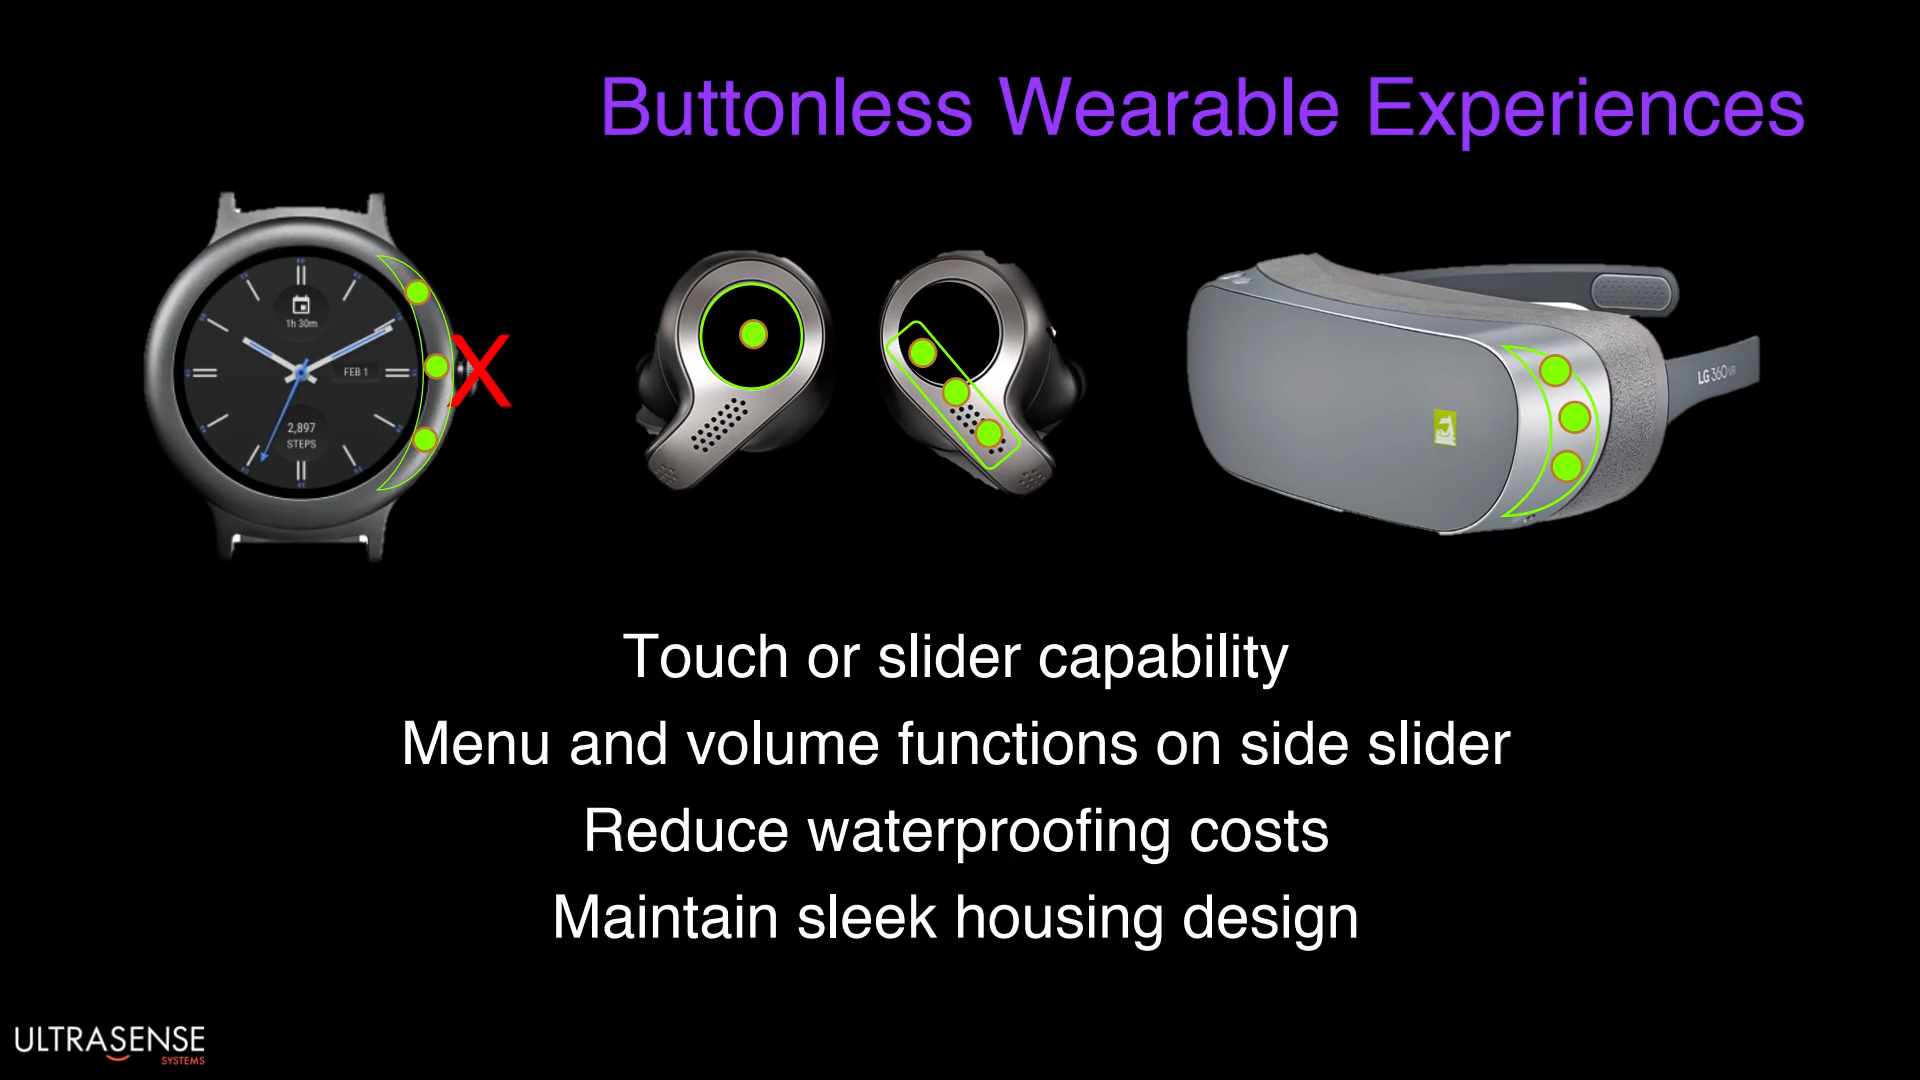 Buttonless Wearable Experiences
1h 30m
FEB 1
2,897
STEPS
X
LG 360 VR
Touch or slider capability
Menu and volume functions on side slider
Reduce waterproofing costs
Maintain sleek housing design
ULTRASENSE
SYSTEMS